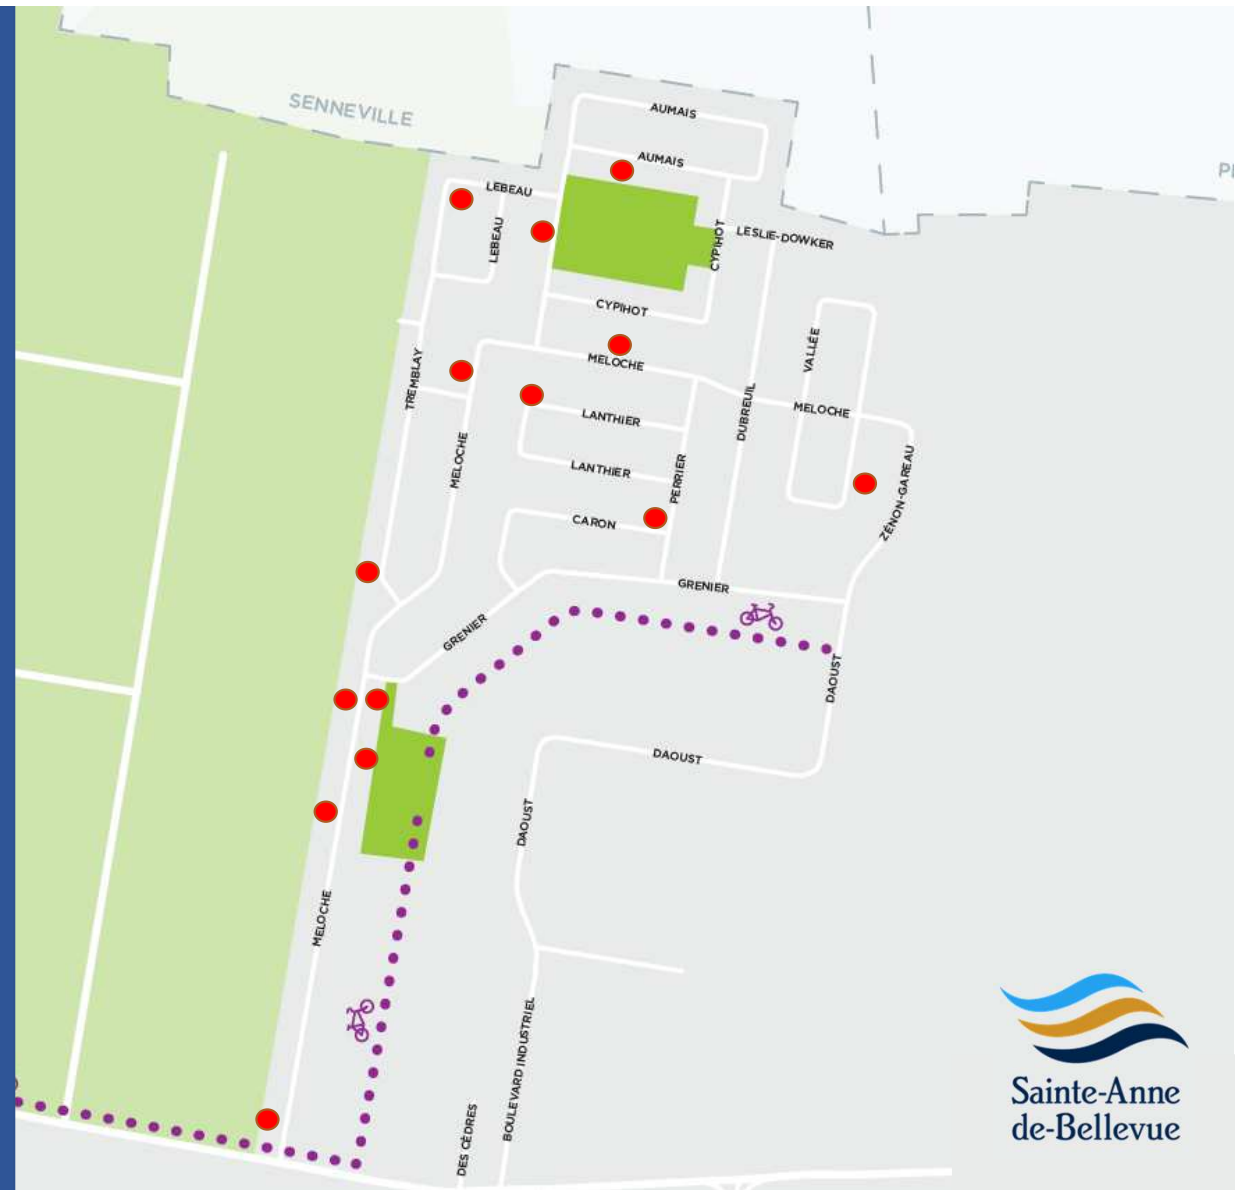 SENNEVILLE
AUMAIS
AUMAIS
LEBEAU
LEBEAU
CYPIHOT
LESLIE-DOWKER
CYPIHOT
MELOCHE
VALLÉE
TREMBLAY
MELOCHE
DUBREUIL
LANTHIER
MELOCHE
LANTHIER
PERRIER
ZÉNON-GAREAU
CARON
GRENIER
GRENIER
DAOUST
DAOUST
DAOUST
MELOCHE
BOULEVARD INDUSTRIEL
DES CÈDRES
Sainte-Anne
de-Bellevue